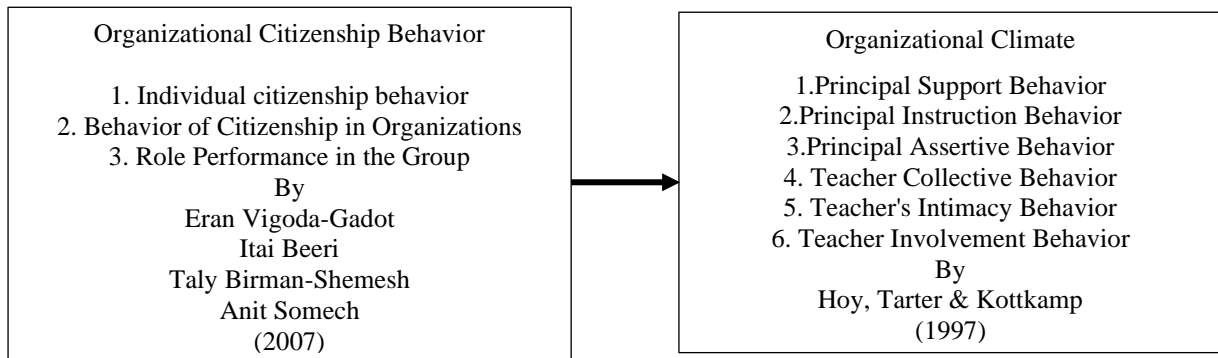 Organizational Citizenship Behavior
1. Individual citizenship behavior
2. Behavior of Citizenship in Organizations
3. Role Performance in the Group
By
Eran Vigoda-Gadot
Itai Beeri
Taly Birman-Shemesh
Anit Somech
(2007)
Organizational Climate
1.Principal Support Behavior
2.Principal Instruction Behavior
3.Principal Assertive Behavior
4. Teacher Collective Behavior
5. Teacher's Intimacy Behavior
6. Teacher Involvement Behavior
By
Hoy, Tarter & Kottkamp
(1997)